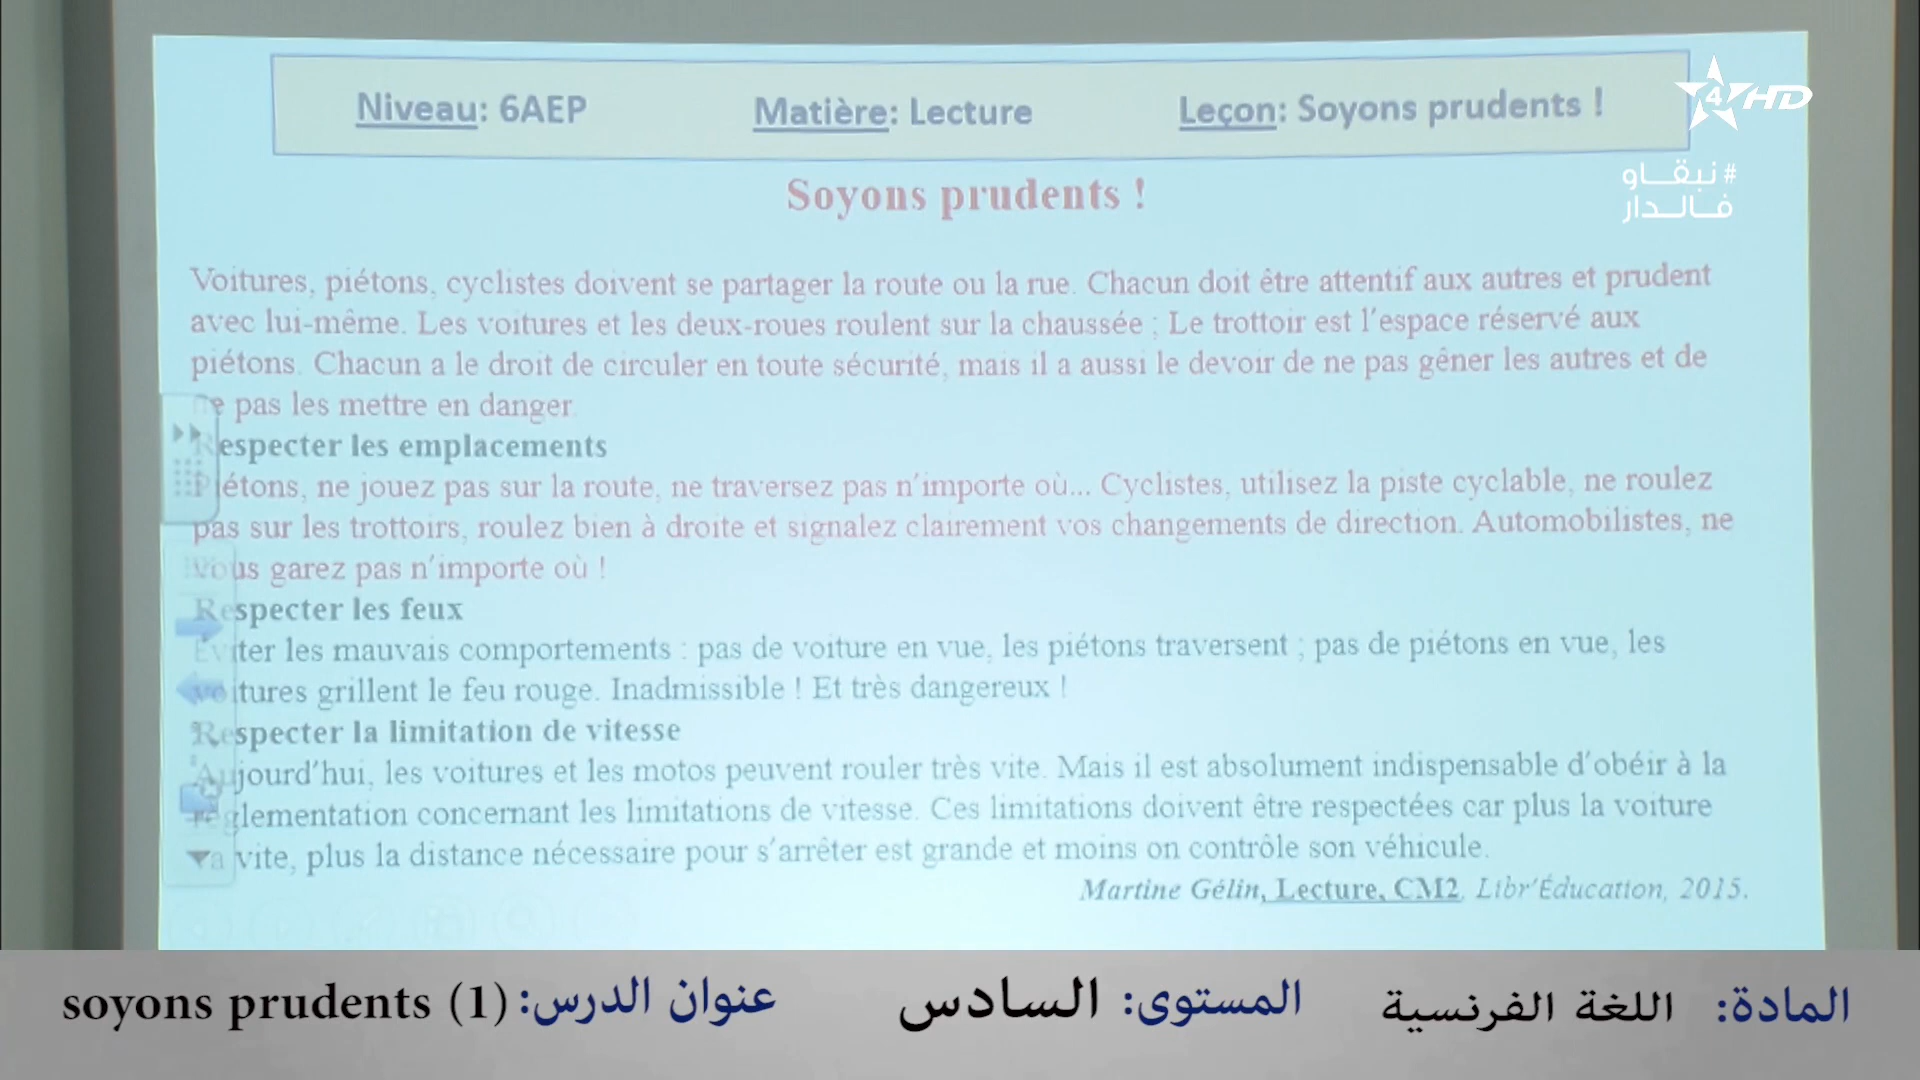 Niveau: 6AEP Matière: Lecture Leçon: Soyons prudents !
4 HD
#نبقاو
فالدار
Soyons prudents !
Voitures, piétons, cyclistes doivent se partager la route ou la rue. Chacun doit être attentif aux autres et prudent
avec lui-même. Les voitures et les deux-roues roulent sur la chaussée ; Le trottoir est l'espace réservé aux
piétons. Chacun a le droit de circuler en toute sécurité, mais il a aussi le devoir de ne pas gêner les autres et de
ne pas les mettre en danger.
Respecter les emplacements
Piétons, ne jouez pas sur la route, ne traversez pas n'importe où... Cyclistes, utilisez la piste cyclable, ne roulez
pas sur les trottoirs, roulez bien à droite et signalez clairement vos changements de direction. Automobilistes, ne
vous garez pas n'importe où !
Respecter les feux
Eviter les mauvais comportements : pas de voiture en vue, les piétons traversent ; pas de piétons en vue, les
voitures grillent le feu rouge. Inadmissible ! Et très dangereux !
Respecter la limitation de vitesse
Aujourd'hui, les voitures et les motos peuvent rouler très vite. Mais il est absolument indispensable d'obéir à la
réglementation concernant les limitations de vitesse. Ces limitations doivent être respectées car plus la voiture
va vite, plus la distance nécessaire pour s'arrêter est grande et moins on contrôle son véhicule.
Martine Gélin, Lecture, CM2, Libr'Éducation, 2015.
المادة: اللغة الفرنسية المستوى: السادس عنوان الدرس: soyons prudents (1)